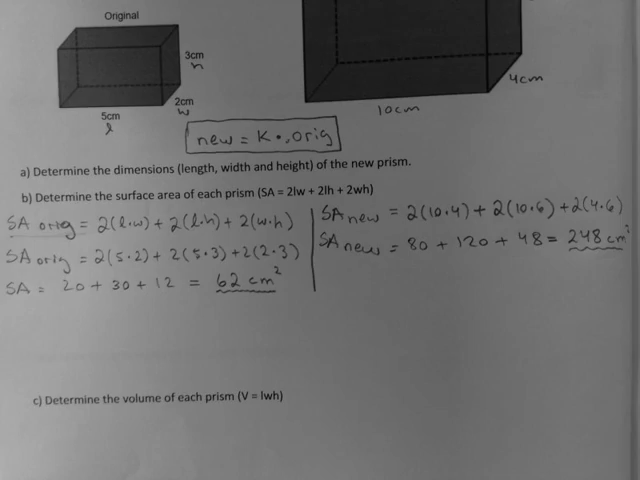 Original
3cm
h
2cm
w
5cm
l
4cm
10cm
new = K • orig
a) Determine the dimensions (length, width and height) of the new prism.
b) Determine the surface area of each prism (SA = 2lw + 2lh + 2wh)
SA orig = 2(l·w) + 2(l·h) + 2(w·h)
SA orig = 2(5·2) + 2(5·3) + 2(2·3)
SA = 20 + 30 + 12 = 62 cm²
SA new = 2(10·4) + 2(10·6) + 2(4·6)
SA new = 80 + 120 + 48 = 248 cm²
c) Determine the volume of each prism (V = lwh)